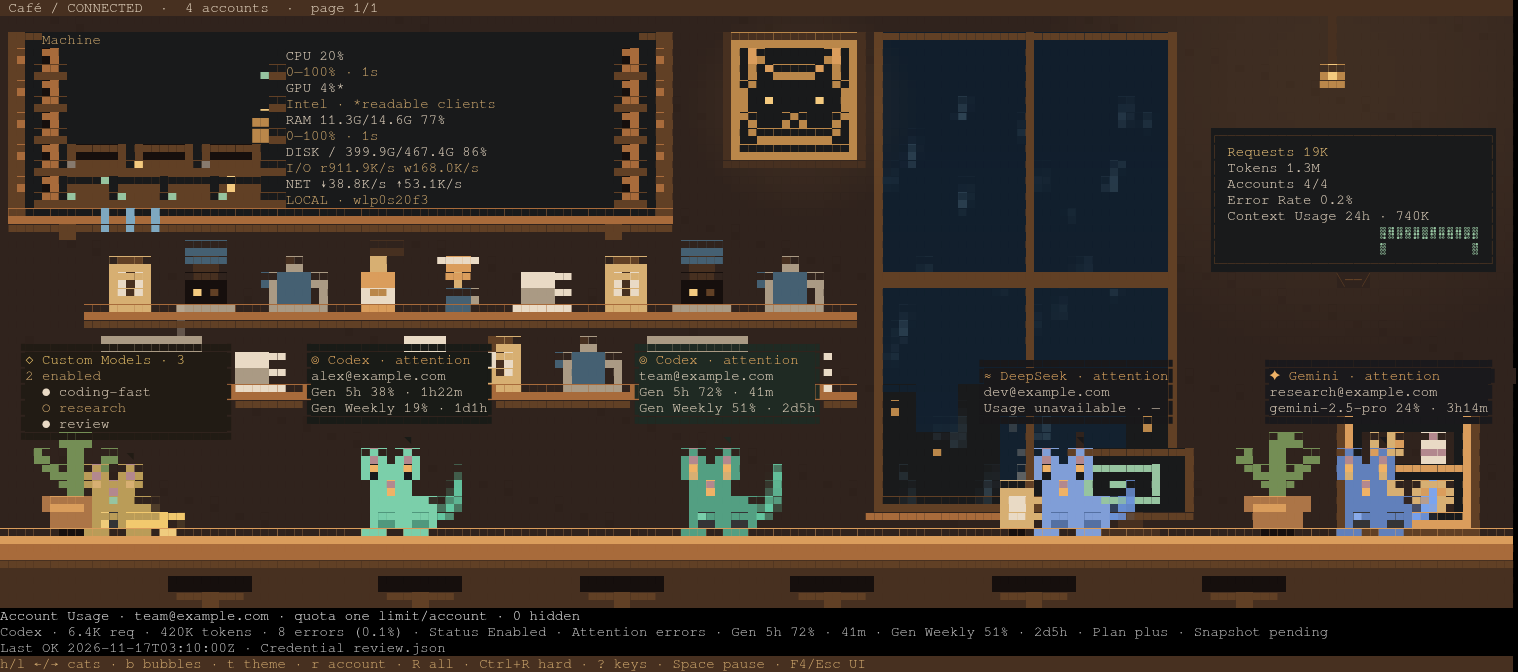 Café / CONNECTED · 4 accounts · page 1/1
Machine
CPU 20%
0–100% · 1s
GPU 4%*
Intel · *readable clients
RAM 11.3G/14.6G 77%
0–100% · 1s
DISK / 399.9G/467.4G 86%
I/O r911.9K/s w168.0K/s
NET ↓38.8K/s ↑53.1K/s
LOCAL · wlp0s20f3
Requests 19K
Tokens 1.3M
Accounts 4/4
Error Rate 0.2%
Context Usage 24h · 740K
◇ Custom Models · 3
2 enabled
● coding-fast
○ research
● review
◎ Codex · attention
alex@example.com
Gen 5h 38% · 1h22m
Gen Weekly 19% · 1d1h
◎ Codex · attention
team@example.com
Gen 5h 72% · 41m
Gen Weekly 51% · 2d5h
≈ DeepSeek · attention
dev@example.com
Usage unavailable · —
✦ Gemini · attention
research@example.com
gemini-2.5-pro 24% · 3h14m
Account Usage · team@example.com · quota one limit/account · 0 hidden
Codex · 6.4K req · 420K tokens · 8 errors (0.1%) · Status Enabled · Attention errors · Gen 5h 72% · 41m · Gen Weekly 51% · 2d5h · Plan plus · Snapshot pending
Last OK 2026-11-17T03:10:00Z · Credential review.json
h/l ←/→ cats · b bubbles · t theme · r account · R all · Ctrl+R hard · ? keys · Space pause · F4/Esc UI